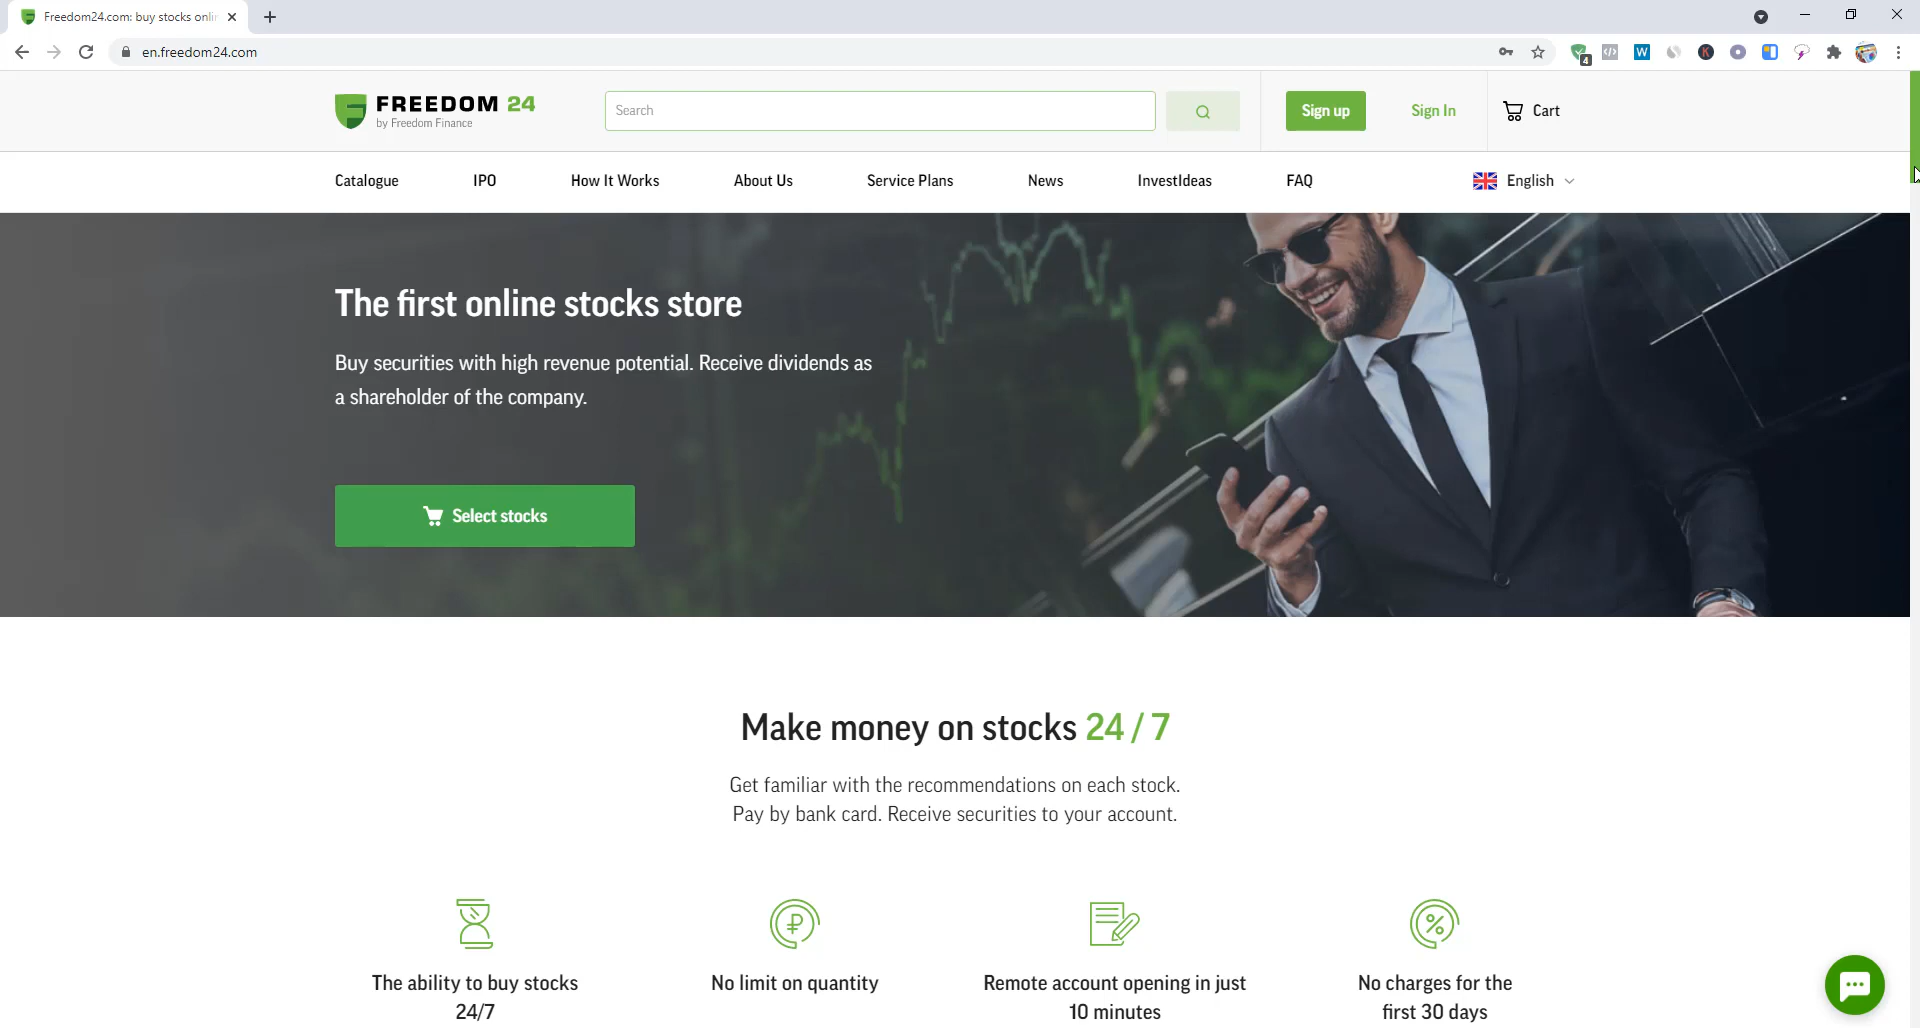 Freedom24.com: buy stocks onlin
en.freedom24.com
4
W
K
FREEDOM 24
by Freedom Finance
Search
Sign up
Sign In
Cart
Catalogue
IPO
How It Works
About Us
Service Plans
News
InvestIdeas
FAQ
English
The first online stocks store
Buy securities with high revenue potential. Receive dividends as
a shareholder of the company.
Select stocks
Make money on stocks 24 / 7
Get familiar with the recommendations on each stock.
Pay by bank card. Receive securities to your account.
The ability to buy stocks
24/7
No limit on quantity
Remote account opening in just
10 minutes
No charges for the
first 30 days